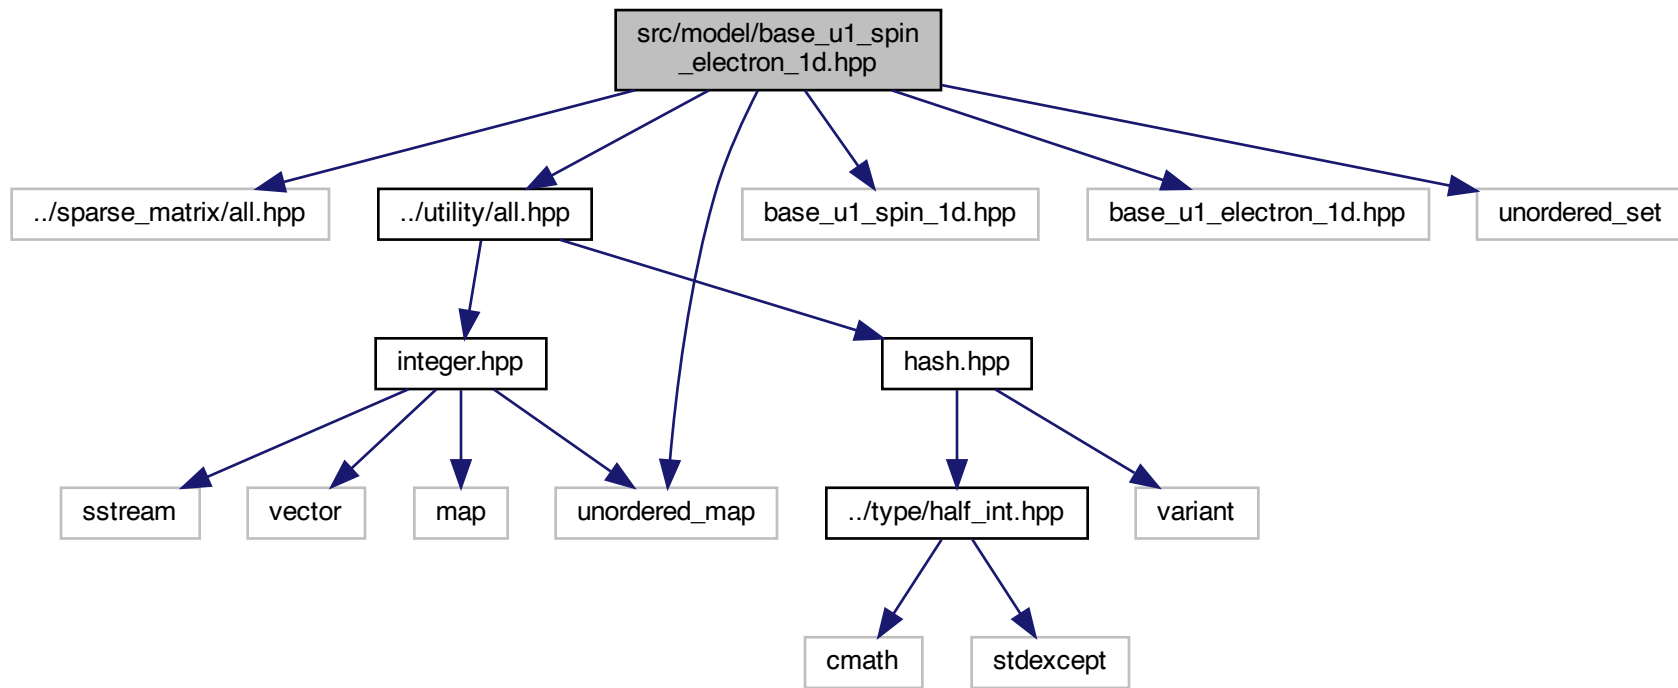 src/model/base_u1_spin
_electron_1d.hpp
../sparse_matrix/all.hpp
../utility/all.hpp
base_u1_spin_1d.hpp
base_u1_electron_1d.hpp
unordered_set
integer.hpp
hash.hpp
sstream
vector
map
unordered_map
../type/half_int.hpp
variant
cmath
stdexcept